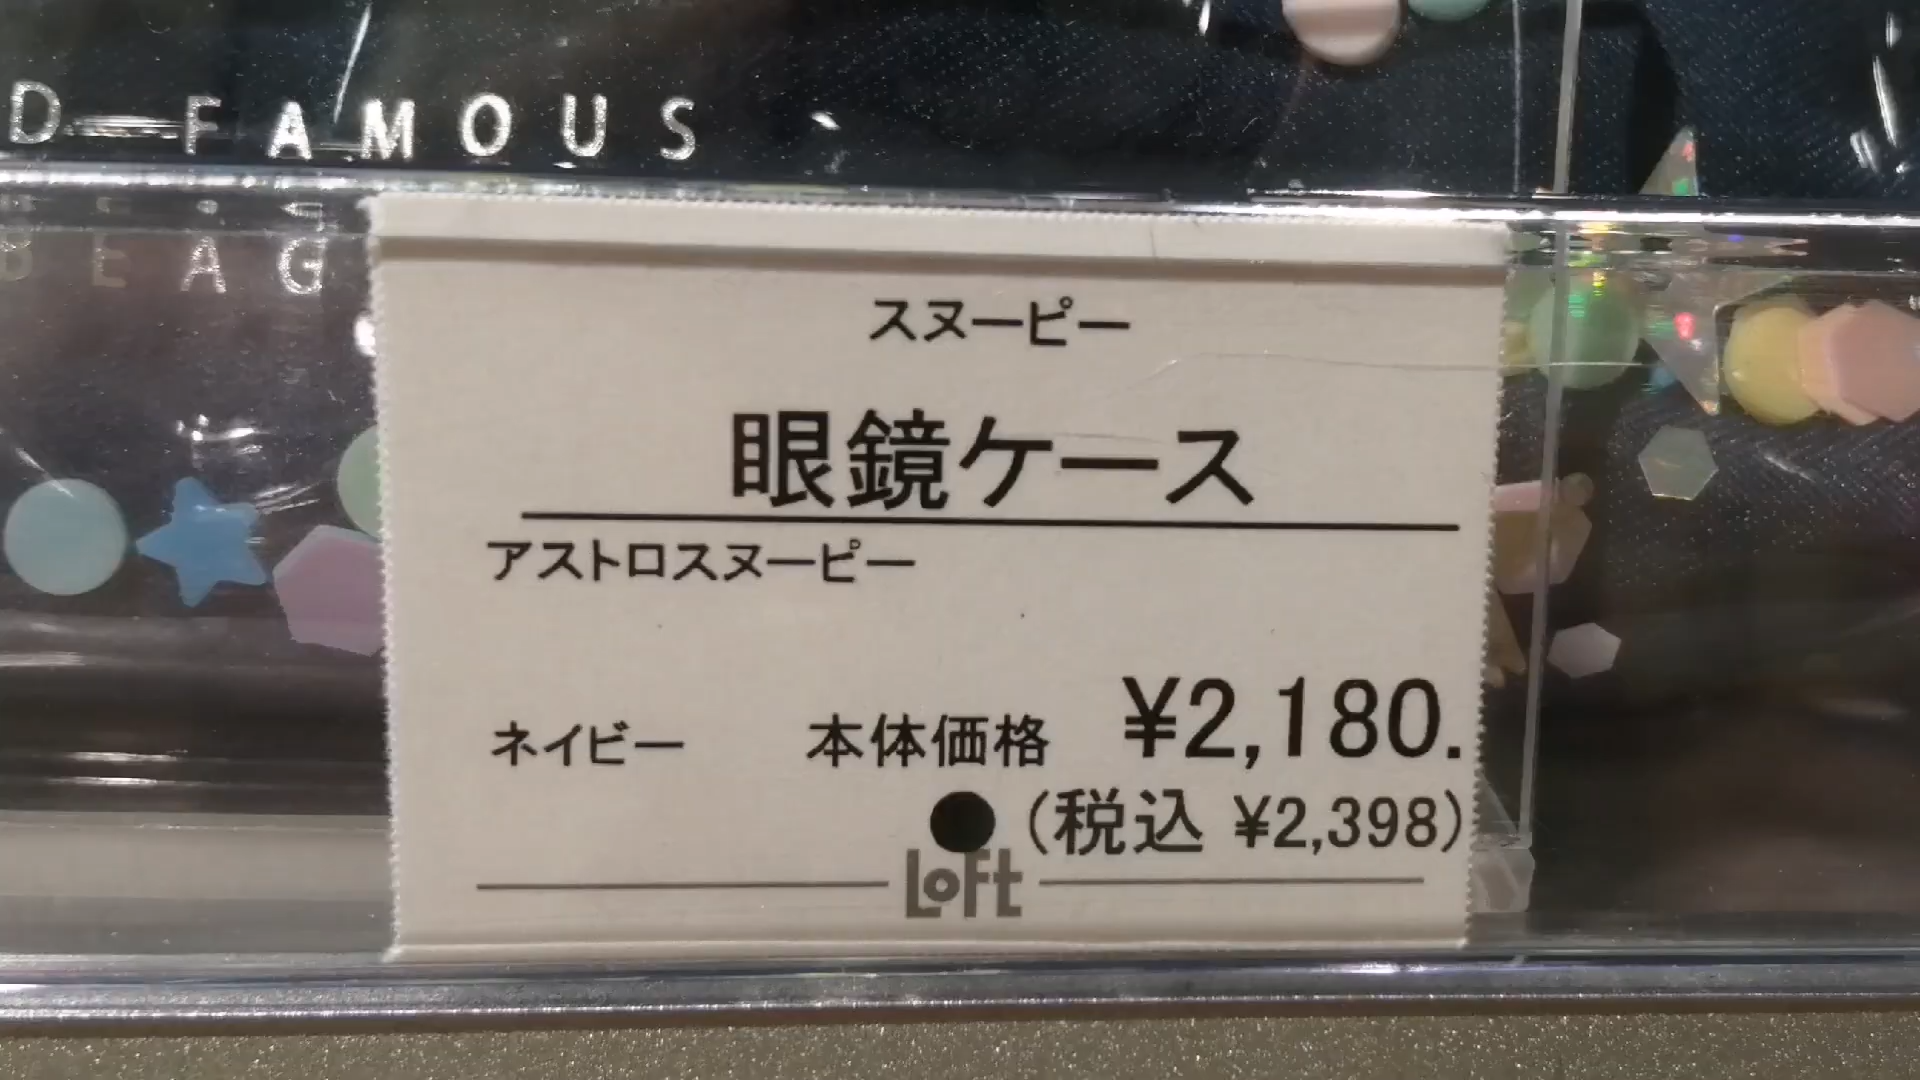 D FAMOUS
BEAG
スヌーピー
眼鏡ケース
アストロスヌーピー
ネイビー 本体価格 ¥2,180.
(税込 ¥2,398)
LoFt